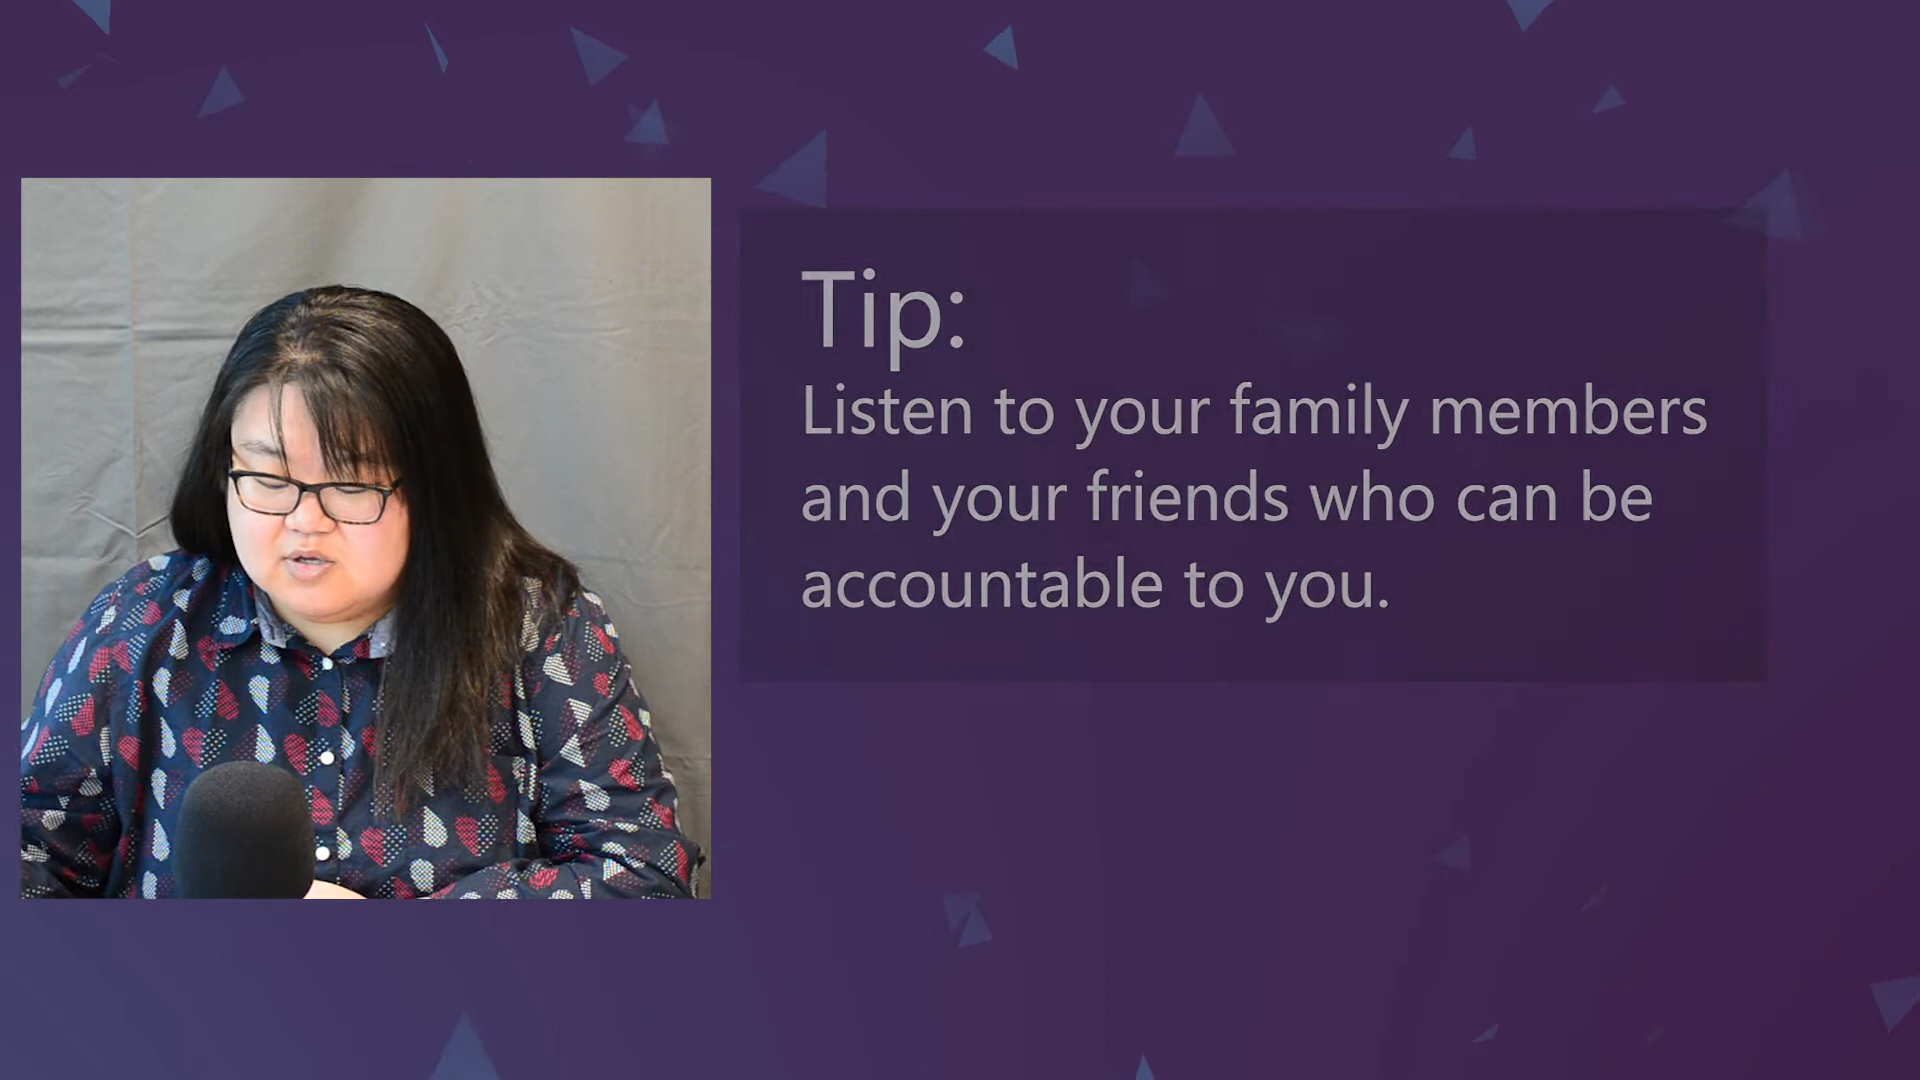 Tip:
Listen to your family members
and your friends who can be
accountable to you.